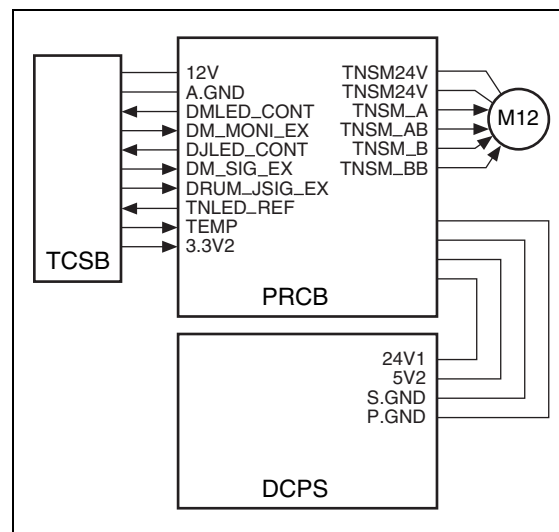 12V
A.GND
DMLED_CONT
DM_MONI_EX
DJLED_CONT
DM_SIG_EX
DRUM_JSIG_EX
TNLED_REF
TEMP
3.3V2
TCSB
TNSM24V
TNSM24V
TNSM_A
TNSM_AB
TNSM_B
TNSM_BB
M12
PRCB
24V1
5V2
S.GND
P.GND
DCPS